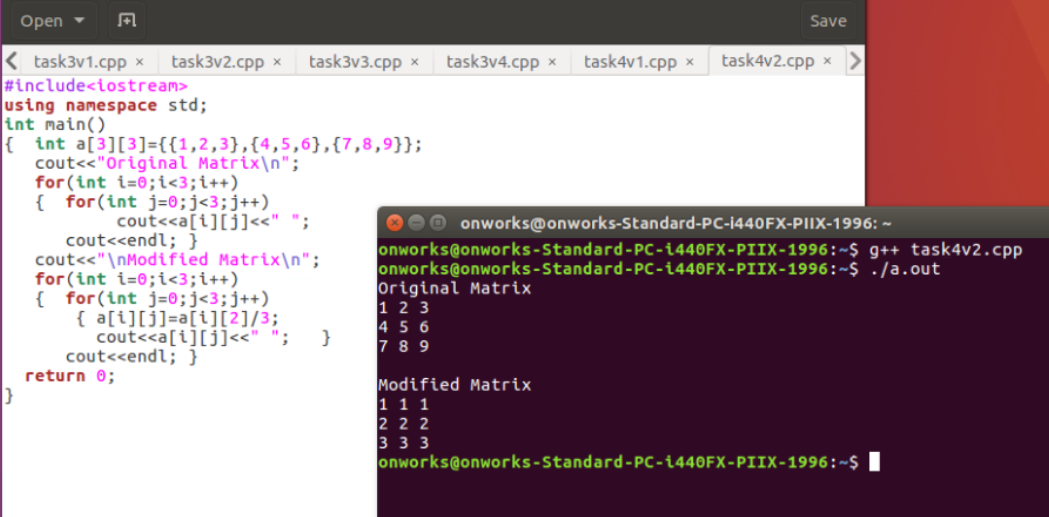 Open Save
task3v1.cpp × task3v2.cpp × task3v3.cpp × task3v4.cpp × task4v1.cpp × task4v2.cpp ×
#include<iostream>
using namespace std;
int main()
{  int a[3][3]={{1,2,3},{4,5,6},{7,8,9}};
   cout<<"Original Matrix\n";
   for(int i=0;i<3;i++)
   {  for(int j=0;j<3;j++)
           cout<<a[i][j]<<" ";
      cout<<endl; }
   cout<<"\nModified Matrix\n";
   for(int i=0;i<3;i++)
   {  for(int j=0;j<3;j++)
       { a[i][j]=a[i][2]/3;
         cout<<a[i][j]<<" ";   }
      cout<<endl; }
  return 0;
}
onworks@onworks-Standard-PC-i440FX-PIIX-1996: ~
onworks@onworks-Standard-PC-i440FX-PIIX-1996:~$ g++ task4v2.cpp
onworks@onworks-Standard-PC-i440FX-PIIX-1996:~$ ./a.out
Original Matrix
1 2 3
4 5 6
7 8 9
Modified Matrix
1 1 1
2 2 2
3 3 3
onworks@onworks-Standard-PC-i440FX-PIIX-1996:~$